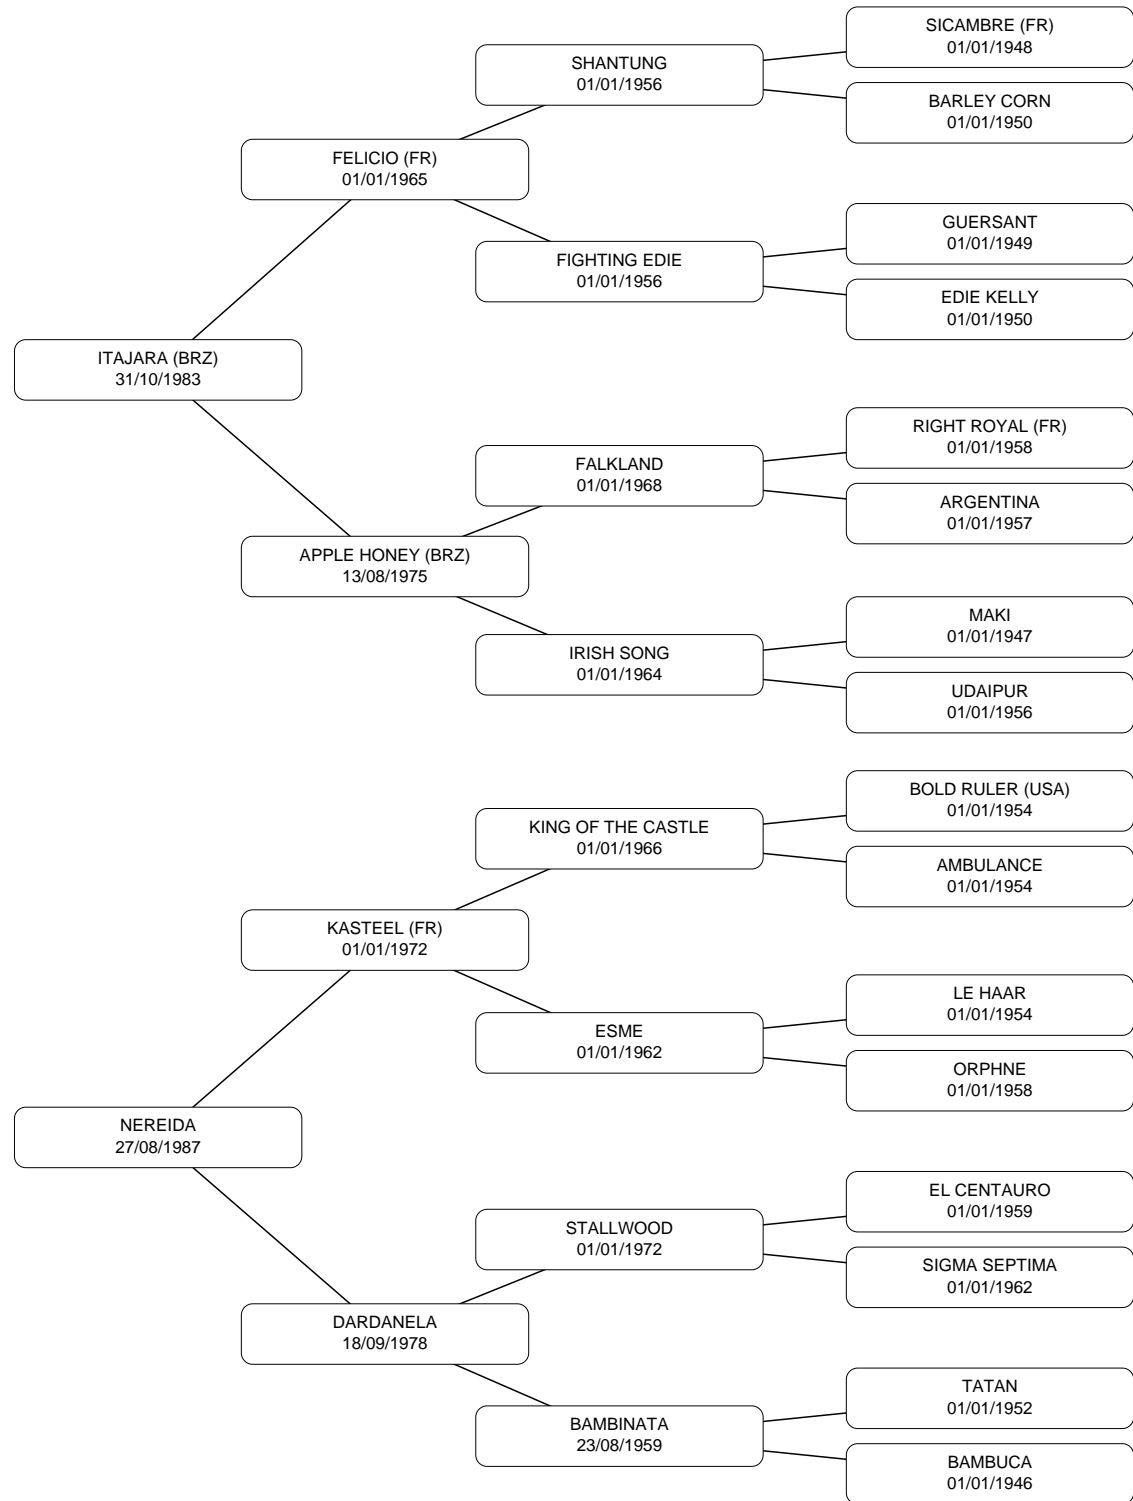 SICAMBRE (FR)
01/01/1948
SHANTUNG
01/01/1956
BARLEY CORN
01/01/1950
FELICIO (FR)
01/01/1965
GUERSANT
01/01/1949
FIGHTING EDIE
01/01/1956
EDIE KELLY
01/01/1950
ITAJARA (BRZ)
31/10/1983
RIGHT ROYAL (FR)
01/01/1958
FALKLAND
01/01/1968
ARGENTINA
01/01/1957
APPLE HONEY (BRZ)
13/08/1975
MAKI
01/01/1947
IRISH SONG
01/01/1964
UDAIPUR
01/01/1956
BOLD RULER (USA)
01/01/1954
KING OF THE CASTLE
01/01/1966
AMBULANCE
01/01/1954
KASTEEL (FR)
01/01/1972
LE HAAR
01/01/1954
ESME
01/01/1962
ORPHNE
01/01/1958
NEREIDA
27/08/1987
EL CENTAURO
01/01/1959
STALLWOOD
01/01/1972
SIGMA SEPTIMA
01/01/1962
DARDANELA
18/09/1978
TATAN
01/01/1952
BAMBINATA
23/08/1959
BAMBUCA
01/01/1946